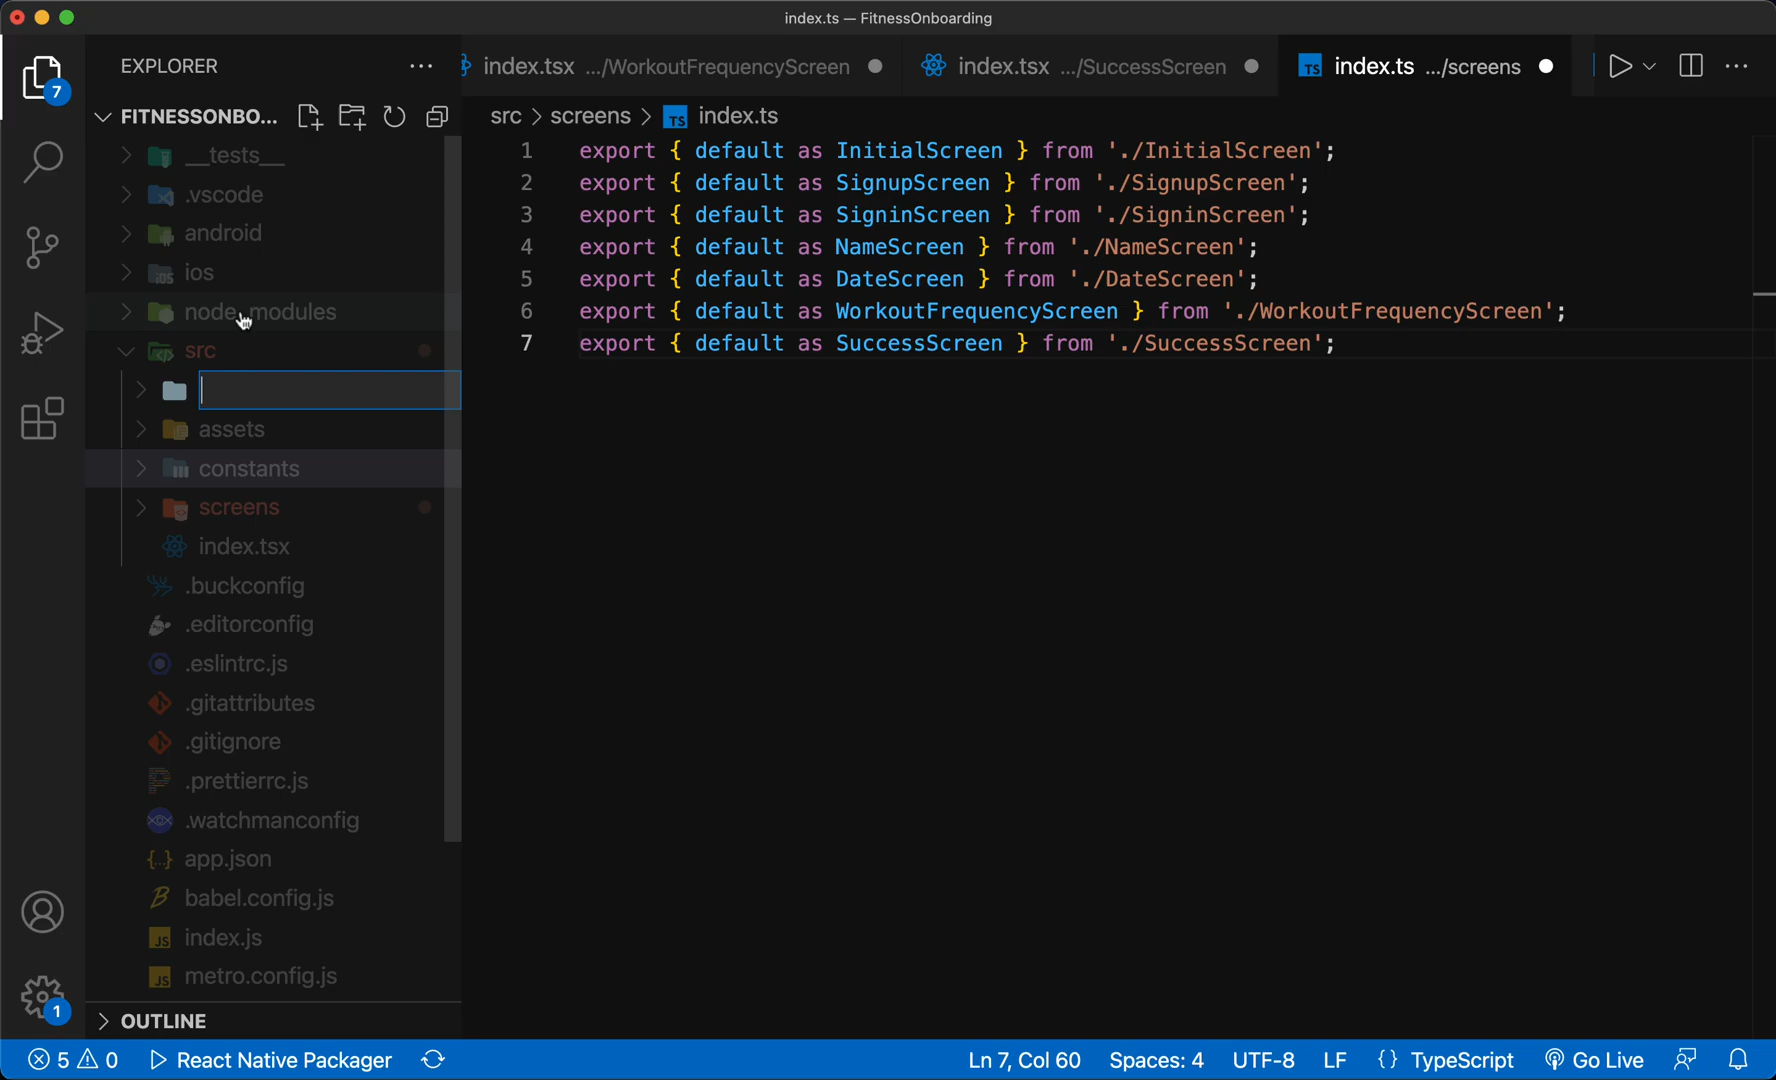 index.ts — FitnessOnboarding
EXPLORER
index.tsx .../WorkoutFrequencyScreen
index.tsx .../SuccessScreen
TS index.ts .../screens
7
FITNESSONBO...
src > screens > TS index.ts
__tests__
.vscode
android
ios
node_modules
src
assets
constants
screens
index.tsx
.buckconfig
.editorconfig
.eslintrc.js
.gitattributes
.gitignore
.prettierrc.js
.watchmanconfig
{..} app.json
babel.config.js
JS index.js
JS metro.config.js
OUTLINE
1 export { default as InitialScreen } from './InitialScreen';
2 export { default as SignupScreen } from './SignupScreen';
3 export { default as SigninScreen } from './SigninScreen';
4 export { default as NameScreen } from './NameScreen';
5 export { default as DateScreen } from './DateScreen';
6 export { default as WorkoutFrequencyScreen } from './WorkoutFrequencyScreen';
7 export { default as SuccessScreen } from './SuccessScreen';
1
5 0 React Native Packager Ln 7, Col 60 Spaces: 4 UTF-8 LF {} TypeScript Go Live